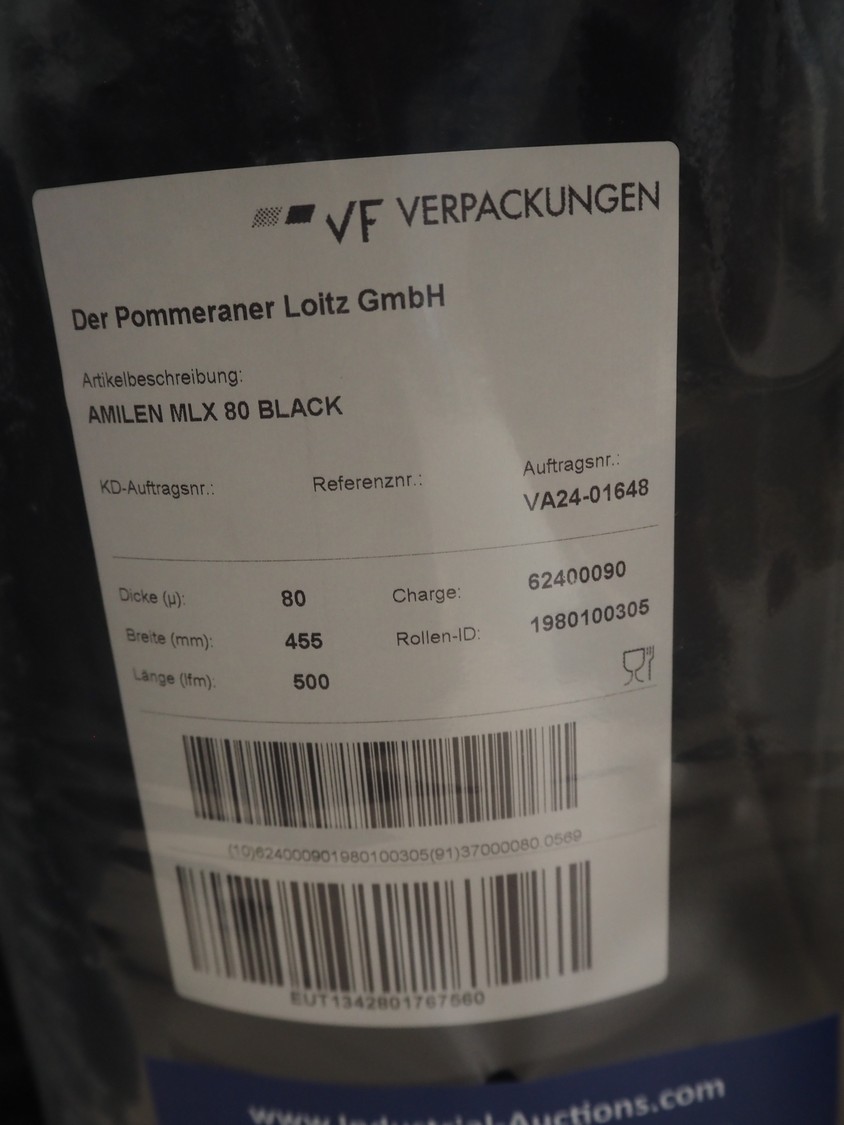 VF VERPACKUNGEN
Der Pommeraner Loitz GmbH
Artikelbeschreibung:
AMILEN MLX 80 BLACK
KD-Auftragsnr.: Referenznr.: Auftragsnr.:
VA24-01648
Dicke (µ): 80 Charge: 62400090
Breite (mm): 455 Rollen-ID: 1980100305
Länge (lfm): 500
(10)624000901980100305(91)37000080 0569
EUT1342801767560
www.Industrial-Auctions.com